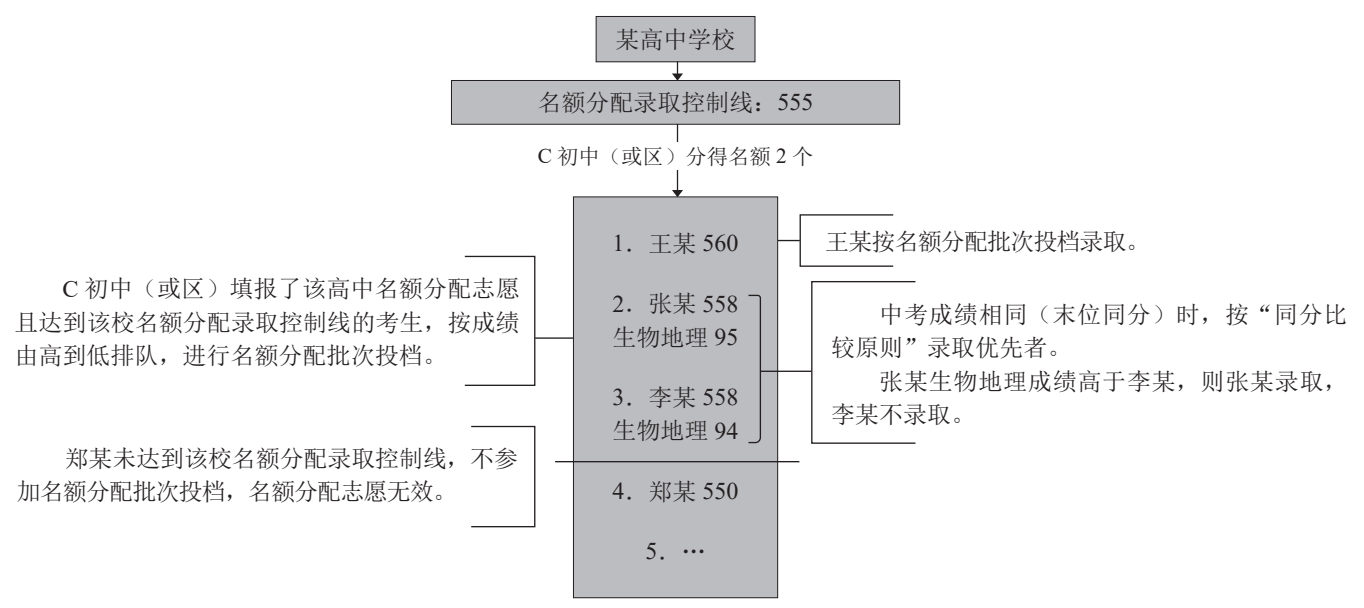 某高中学校
名额分配录取控制线：555
C 初中（或区）分得名额 2 个
1．王某 560
王某按名额分配批次投档录取。
C 初中（或区）填报了该高中名额分配志愿
且达到该校名额分配录取控制线的考生，按成绩
由高到低排队，进行名额分配批次投档。
2．张某 558
生物地理 95
3．李某 558
生物地理 94
中考成绩相同（末位同分）时，按“同分比
较原则”录取优先者。
张某生物地理成绩高于李某，则张某录取，
李某不录取。
郑某未达到该校名额分配录取控制线，不参
加名额分配批次投档，名额分配志愿无效。
4．郑某 550
5．…